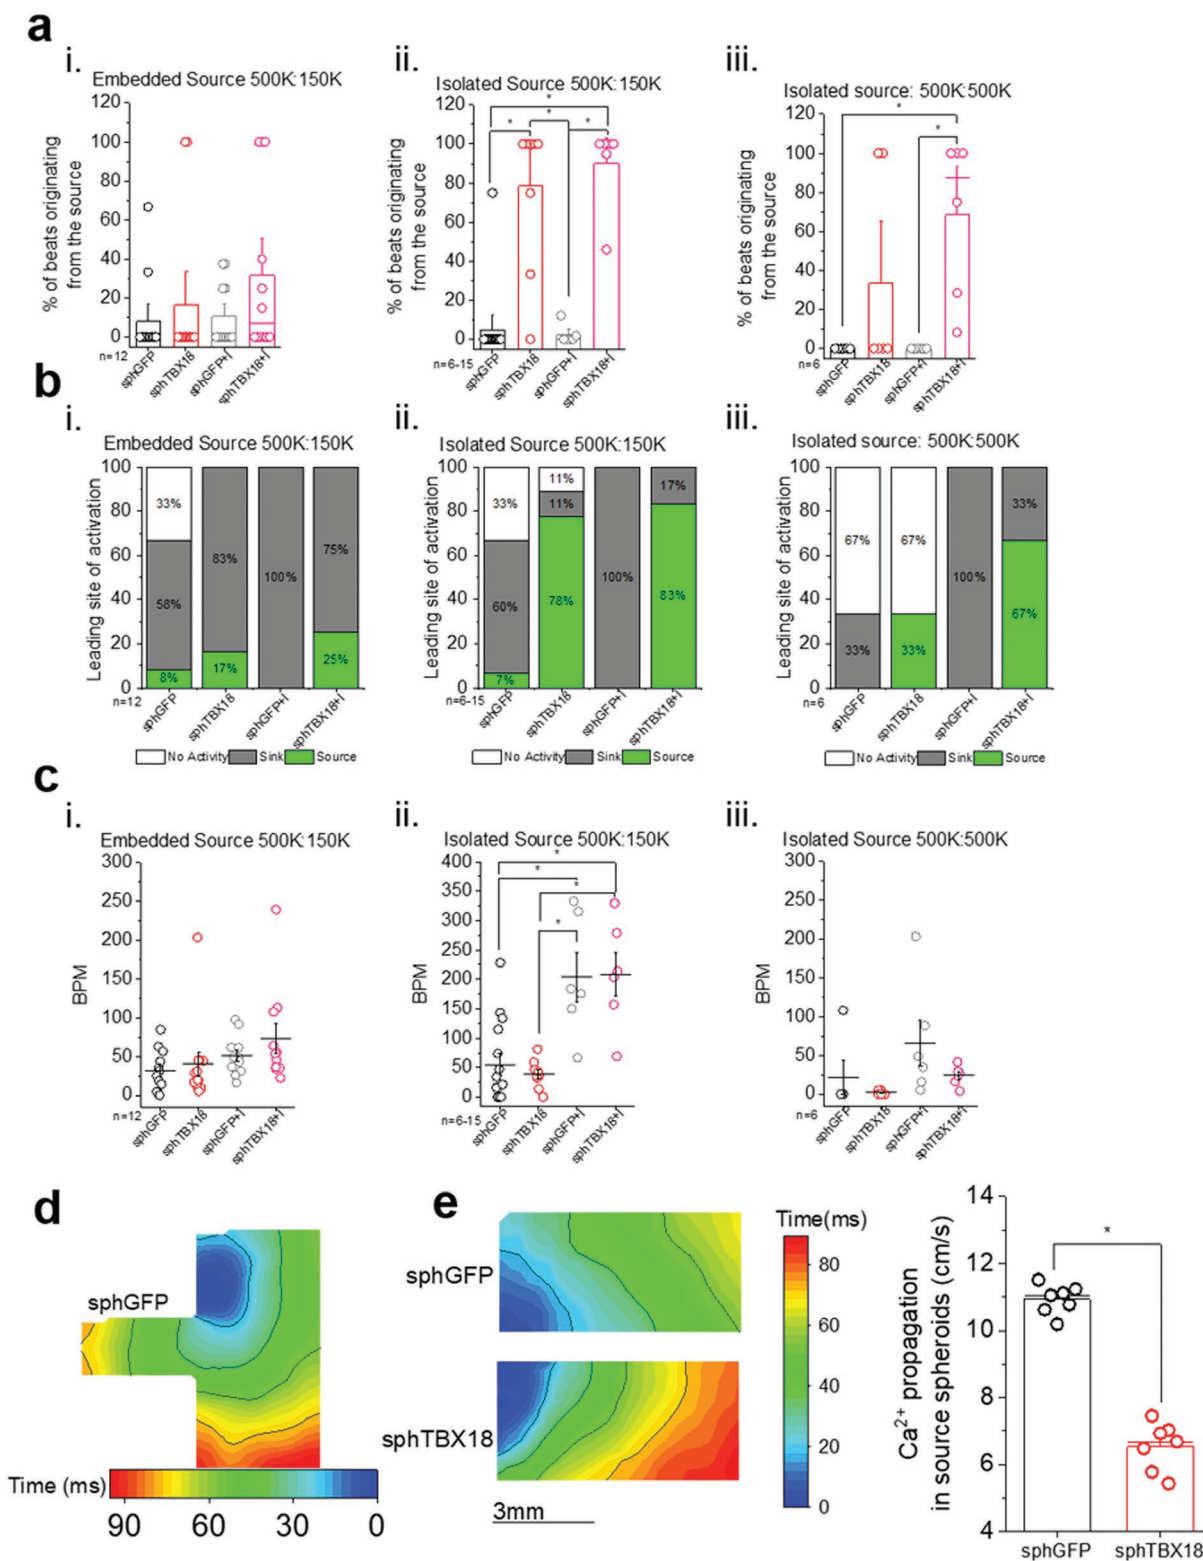 a
i.
Embedded Source 500K:150K
% of beats originating
from the source
120
100
80
60
40
20
0
n=12
sphGFP
sphTBX18
sphGFP+I
sphTBX18+I
ii.
Isolated Source 500K:150K
% of beats originating
from the source
120
100
80
60
40
20
0
* * * *
n=6-15
sphGFP
sphTBX18
sphGFP+I
sphTBX18+I
iii.
Isolated source: 500K:500K
% of beats originating
from the source
120
100
80
60
40
20
0
* *
n=6
sphGFP
sphTBX18
sphGFP+I
sphTBX18+I
b
i.
Embedded Source 500K:150K
Leading site of activation
100
80
60
40
20
0
33%
58%
8%
83%
17%
100%
75%
25%
n=12
sphGFP
sphTBX18
sphGFP+I
sphTBX18+I
No Activity Sink Source
ii.
Isolated Source 500K:150K
Leading site of activation
100
80
60
40
20
0
33%
60%
7%
11%
11%
78%
100%
17%
83%
n=6-15
sphGFP
sphTBX18
sphGFP+I
sphTBX18+I
No Activity Sink Source
iii.
Isolated source: 500K:500K
Leading site of activation
100
80
60
40
20
0
67%
33%
67%
33%
100%
33%
67%
n=6
sphGFP
sphTBX18
sphGFP+I
sphTBX18+I
No Activity Sink Source
c
i.
Embedded Source 500K:150K
BPM
300
250
200
150
100
50
0
n=12
sphGFP
sphTBX18
sphGFP+I
sphTBX18+I
ii.
Isolated Source 500K:150K
BPM
400
350
300
250
200
150
100
50
0
* * * *
n=6-15
sphGFP
sphTBX18
sphGFP+I
sphTBX18+I
iii.
Isolated Source 500K:500K
BPM
300
250
200
150
100
50
0
n=6
sphGFP
sphTBX18
sphGFP+I
sphTBX18+I
d
sphGFP
Time (ms)
90 60 30 0
e
sphGFP
sphTBX18
3mm
Time(ms)
80
60
40
20
0
Ca²⁺ propagation
in source spheroids (cm/s)
14
12
10
8
6
4
*
sphGFP sphTBX18